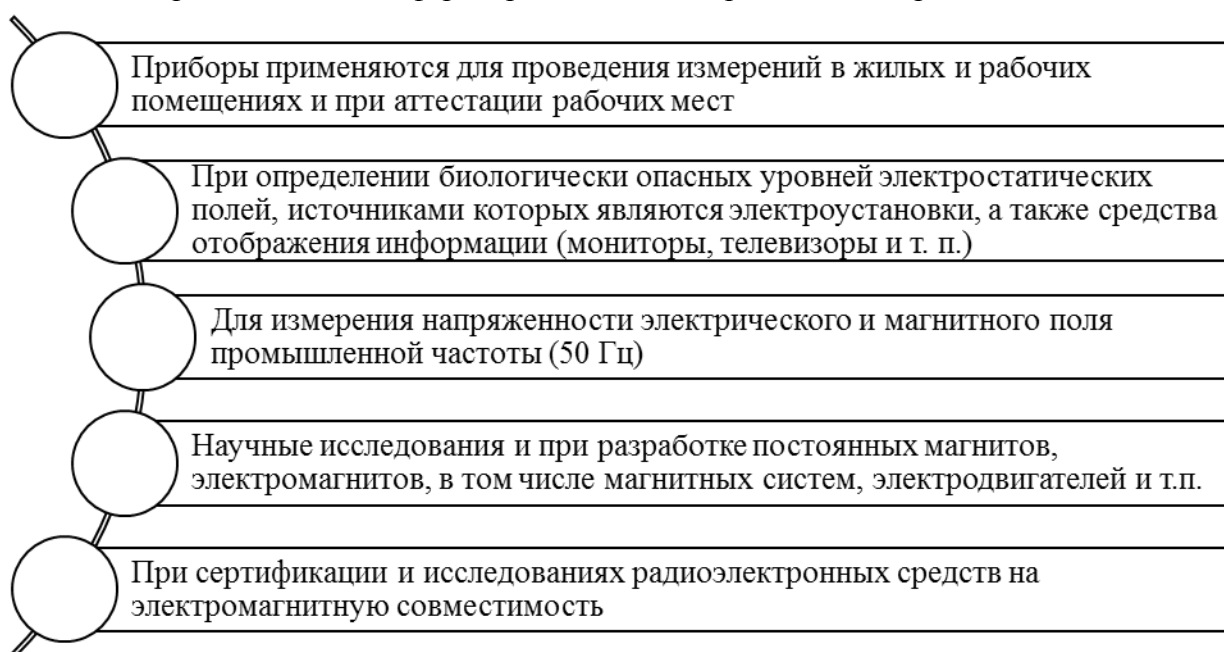 Приборы применяются для проведения измерений в жилых и рабочих
помещениях и при аттестации рабочих мест
При определении биологически опасных уровней электростатических
полей, источниками которых являются электроустановки, а также средства
отображения информации (мониторы, телевизоры и т. п.)
Для измерения напряженности электрического и магнитного поля
промышленной частоты (50 Гц)
Научные исследования и при разработке постоянных магнитов,
электромагнитов, в том числе магнитных систем, электродвигателей и т.п.
При сертификации и исследованиях радиоэлектронных средств на
электромагнитную совместимость